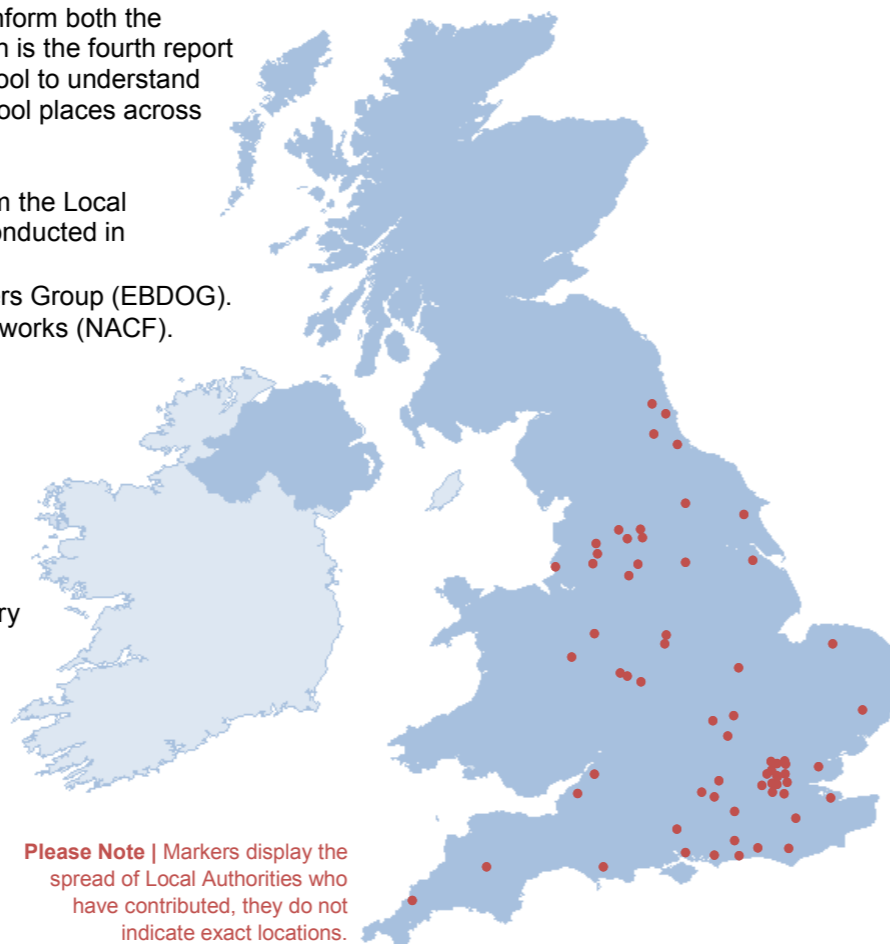 nform both the
n is the fourth report
ool to understand
ool places across
m the Local
onducted in
ers Group (EBDOG).
works (NACF).
ry
Please Note | Markers display the
spread of Local Authorities who
have contributed, they do not
indicate exact locations.